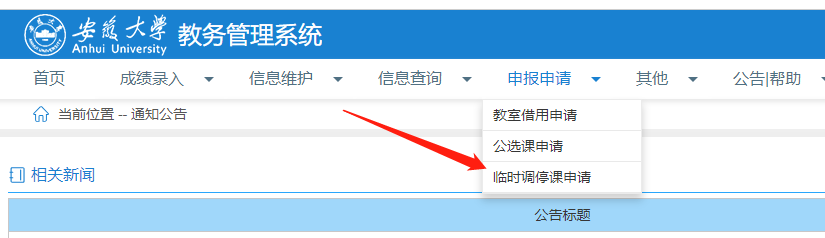 安徽大学
Anhui University
教务管理系统
首页 成绩录入 信息维护 信息查询 申报申请 其他 公告|帮助
当前位置 -- 通知公告
教室借用申请
公选课申请
临时调停课申请
相关新闻
公告标题